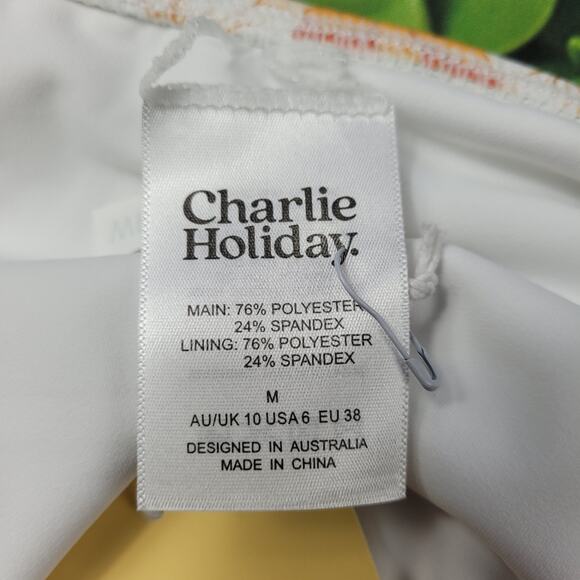 Charlie
Holiday.
MAIN: 76% POLYESTER
24% SPANDEX
LINING: 76% POLYESTER
24% SPANDEX
M
AU/UK 10 USA 6 EU 38
DESIGNED IN AUSTRALIA
MADE IN CHINA